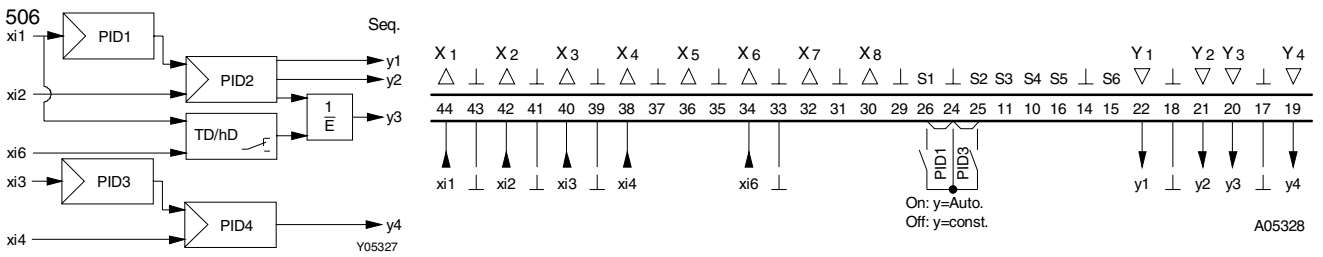 506
Seq.
xi1
PID1
y1
PID2
y2
xi2
1
E
y3
TD/hD
xi6
xi3
PID3
PID4
y4
xi4
Y05327
X1 ⊥ X2 ⊥ X3 ⊥ X4 ⊥ X5 ⊥ X6 ⊥ X7 ⊥ X8 ⊥ S1 ⊥ S2 S3 S4 S5 ⊥ S6 Y1 ⊥ Y2 Y3 ⊥ Y4
44 43 42 41 40 39 38 37 36 35 34 33 32 31 30 29 26 24 25 11 10 16 14 15 22 18 21 20 17 19
PID1 PID3
xi1 ⊥ xi2 ⊥ xi3 ⊥ xi4 xi6 ⊥ y1 ⊥ y2 y3 ⊥ y4
On: y=Auto.
Off: y=const.
A05328